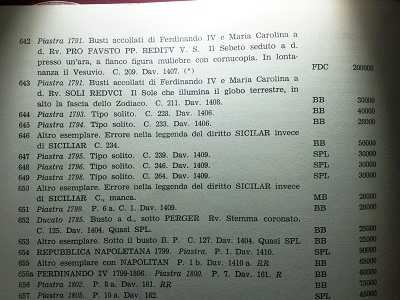 642 Piastra 1791. Busti accollati di Ferdinando IV e Maria Carolina a
d. Rv. PRO FAVSTO PP. REDITV V. S. Il Sebeto seduto a d.
presso un'ara, a fianco figura muliebre con cornucopia. In lonta-
nanza il Vesuvio. C. 209. Dav. 1407. (*) FDC 200000
643 Piastra 1791. Busti accollati di Ferdinando IV e Maria Carolina a
d. Rv. SOLI REDVCI Il Sole che illumina il globo terrestre, in
alto la fascia dello Zodiaco. C. 211. Dav. 1408. BB 30000
644 Piastra 1793. Tipo solito. C. 228. Dav. 1406. BB 40000
645 Piastra 1794. Tipo solito. C. 233. Dav. 1406. BB 28000
646 Altro esemplare. Errore nella leggenda del diritto SICILAR invece
di SICILIAR C. 234. BB 50000
647 Piastra 1795. Tipo solito. C. 239. Dav. 1409. SPL 30000
648 Piastra 1796. Tipo solito. C. 246. Dav. 1409. SPL 30000
649 Piastra 1798. Tipo solito. C. 264. Dav. 1409. SPL 30000
650 Altro esemplare. Errore nella leggenda del diritto SICILAR invece
di SICILIAR C., manca. MB 28000
651 Piastra 1799. P. 6 a. C. 1. Dav. 1409. BB 28000
652 Ducato 1785. Busto a d., sotto PERGER Rv. Stemma coronato.
C. 125. Dav. 1404. Quasi SPL. BB 25000
653 Altro esemplare. Sotto il busto B. P. C. 127. Dav. 1404. Quasi SPL BB 25000
654 REPUBBLICA NAPOLETANA 1799. Piastra. P. 1. Dav. 1410. SPL 90000
655 Altro esemplare con NAPOLITAN. P. 1 b. Dav. 1410 a. RR BB 65000
655a FERDINANDO IV 1799-1806. Piastra 1800. P. 7. Dav. 161. R BB 60000
656 Piastra 1802. P. 8 a. Dav. 161. RR BB 75000
657 Piastra 1805. P. 10 a. Dav. 162. SPL 45000